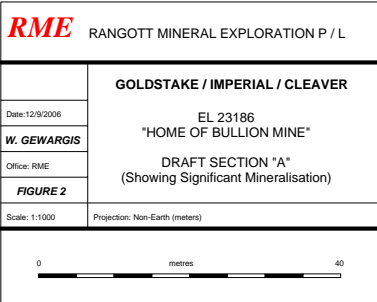 RME RANGOTT MINERAL EXPLORATION P / L
GOLDSTAKE / IMPERIAL / CLEAVER
Date:12/9/2006
EL 23186
W. GEWARGIS
"HOME OF BULLION MINE"
Office: RME
DRAFT SECTION "A"
(Showing Significant Mineralisation)
FIGURE 2
Scale: 1:1000
Projection: Non-Earth (meters)
0 metres 40